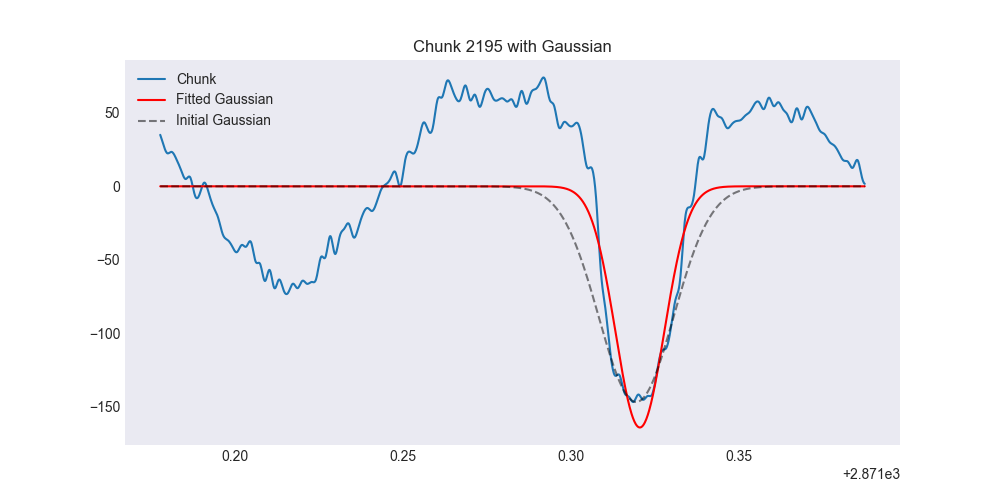 Chunk 2195 with Gaussian
Chunk
Fitted Gaussian
Initial Gaussian
50
0
−50
−100
−150
0.20 0.25 0.30 0.35
+2.871e3